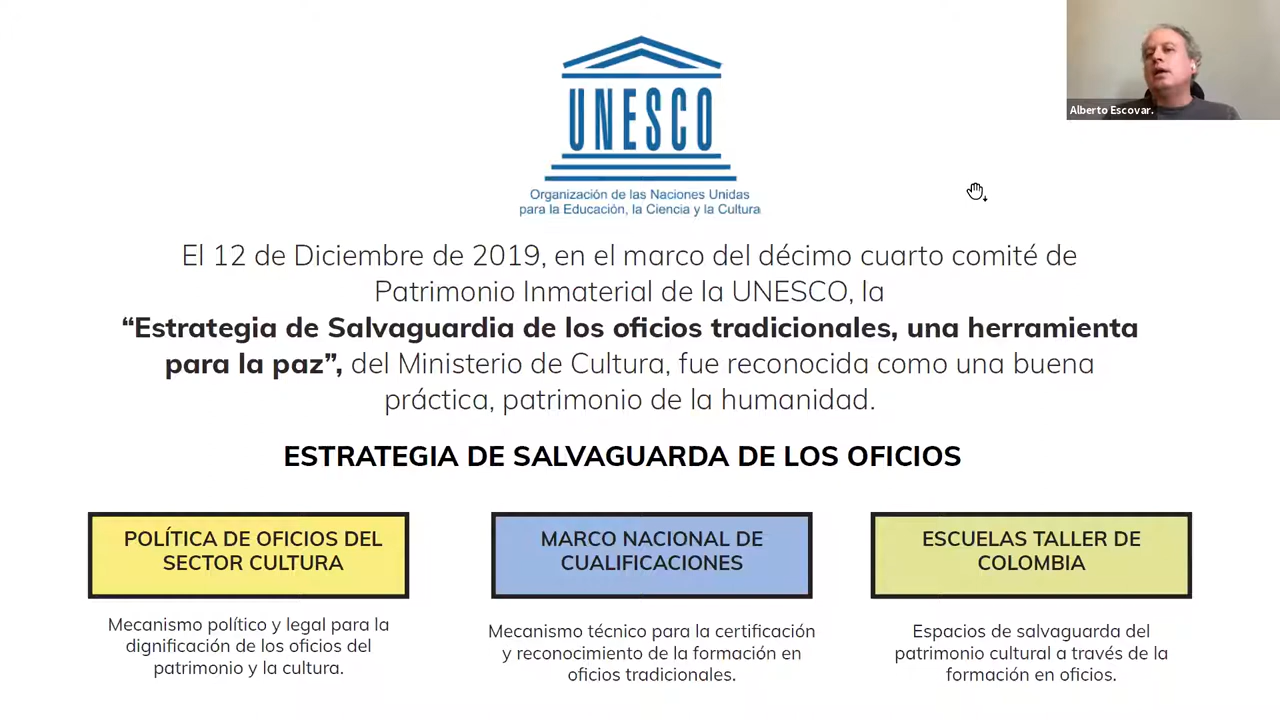 UNESCO
Organización de las Naciones Unidas
para la Educación, la Ciencia y la Cultura
Alberto Escovar.
El 12 de Diciembre de 2019, en el marco del décimo cuarto comité de
Patrimonio Inmaterial de la UNESCO, la
“Estrategia de Salvaguardia de los oficios tradicionales, una herramienta
para la paz”, del Ministerio de Cultura, fue reconocida como una buena
práctica, patrimonio de la humanidad.
ESTRATEGIA DE SALVAGUARDA DE LOS OFICIOS
POLÍTICA DE OFICIOS DEL
SECTOR CULTURA
Mecanismo político y legal para la
dignificación de los oficios del
patrimonio y la cultura.
MARCO NACIONAL DE
CUALIFICACIONES
Mecanismo técnico para la certificación
y reconocimiento de la formación en
oficios tradicionales.
ESCUELAS TALLER DE
COLOMBIA
Espacios de salvaguarda del
patrimonio cultural a través de la
formación en oficios.